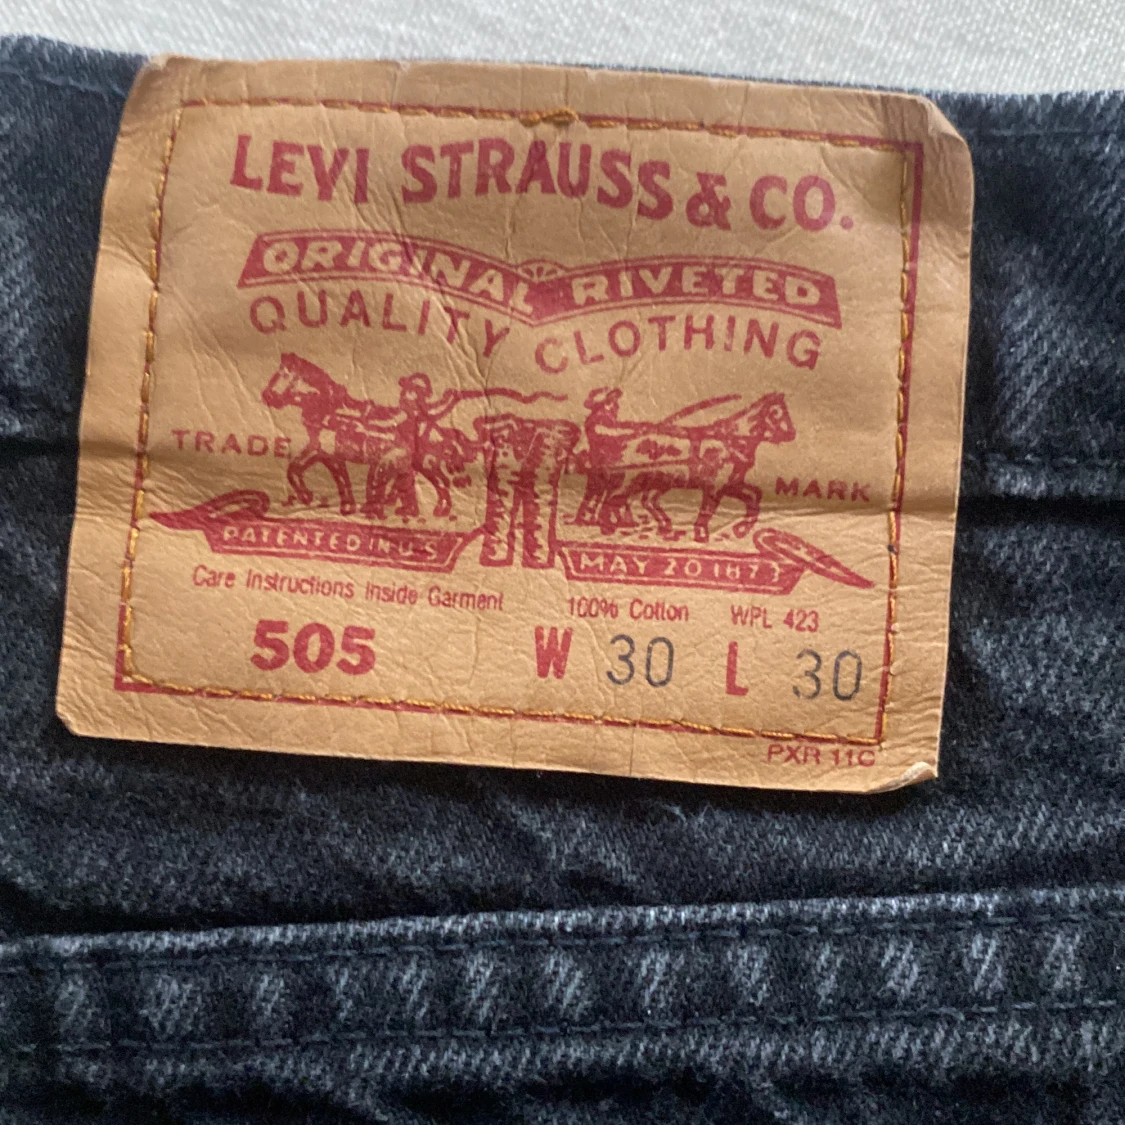 LEVI STRAUSS & CO.
ORIGINAL RIVETED
QUALITY CLOTHING
TRADE MARK
PATENTED IN U.S MAY 20 1873
Care Instructions Inside Garment 100% Cotton WPL 423
505 W 30 L 30
PXR 11C